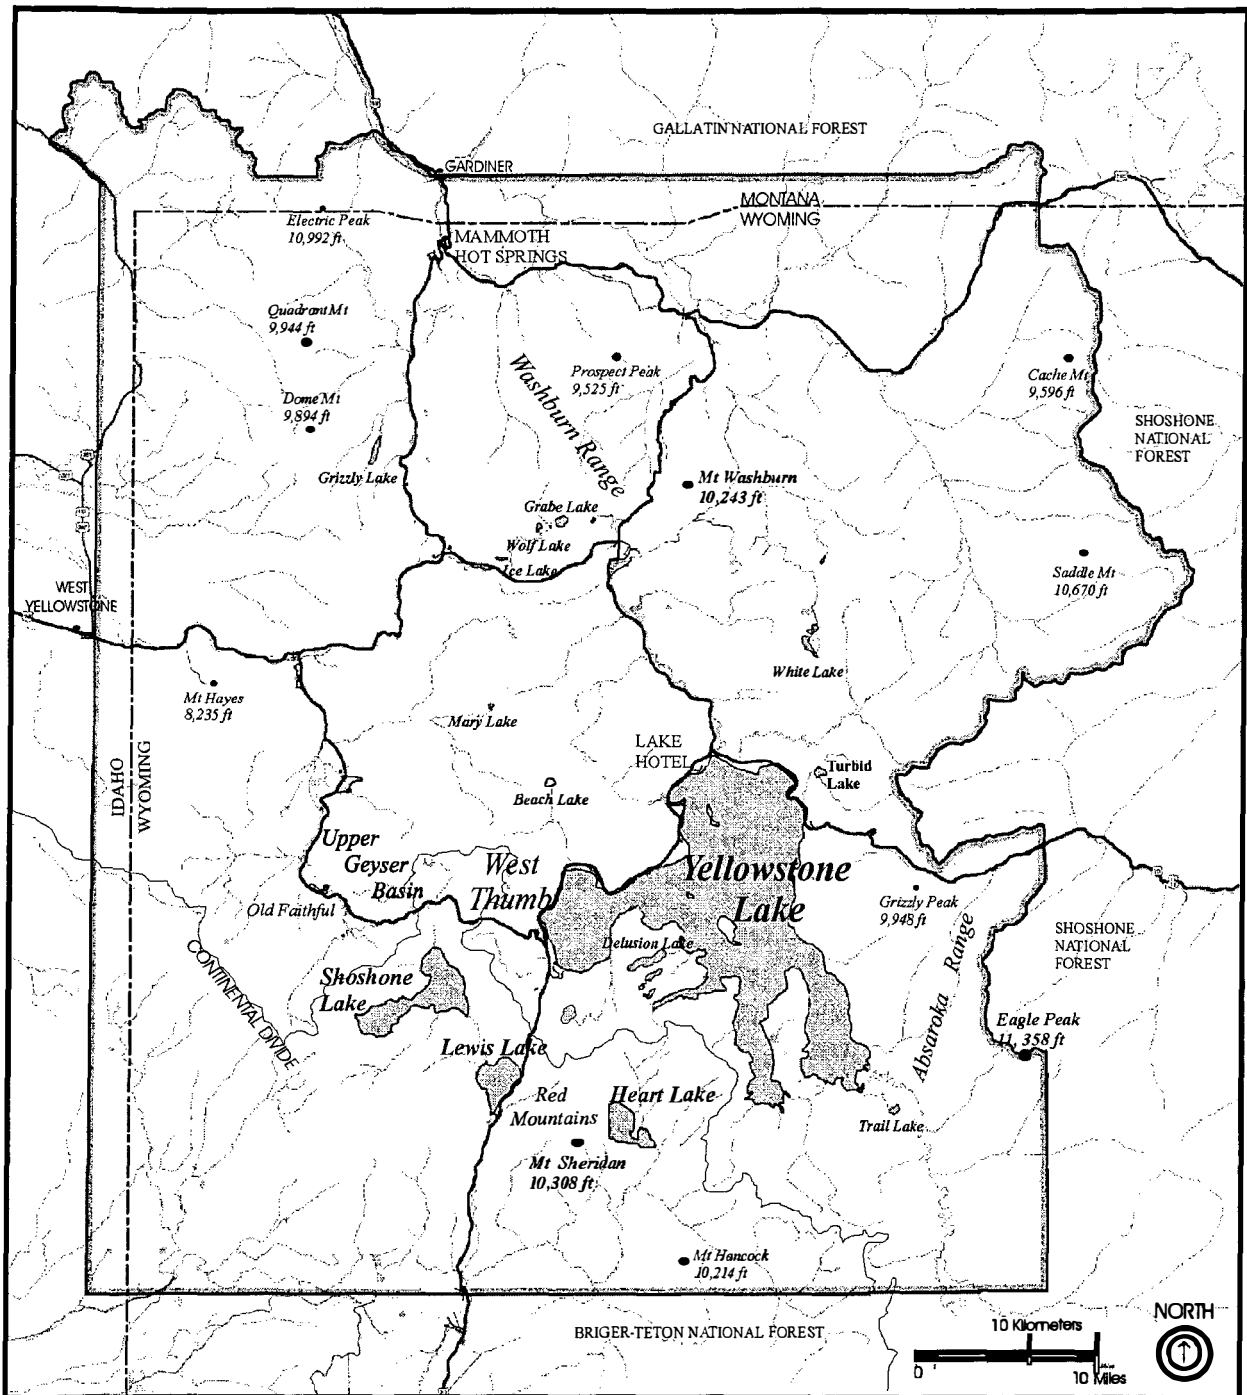 GALLATIN NATIONAL FOREST
GARDINER
MONTANA
WYOMING
Electric Peak
10,992 ft
MAMMOTH
HOT SPRINGS
Quadrant Mt
9,944 ft
Prospect Peak
9,525 ft
Washburn Range
Cache Mt
9,596 ft
Dome Mt
9,894 ft
SHOSHONE
NATIONAL
FOREST
Grizzly Lake
Mt Washburn
10,243 ft
Grabe Lake
Wolf Lake
Ice Lake
Saddle Mt
10,670 ft
WEST
YELLOWSTONE
White Lake
Mt Hayes
8,235 ft
Mary Lake
LAKE
HOTEL
IDAHO
WYOMING
Turbid
Lake
Beach Lake
Upper
Geyser
Basin
West
Thumb
Yellowstone
Lake
Old Faithful
Grizzly Peak
9,948 ft
Delusion Lake
SHOSHONE
NATIONAL
FOREST
CONTINENTAL DIVIDE
Shoshone
Lake
Absaroka Range
Eagle Peak
11, 358 ft
Lewis Lake
Red
Mountains
Heart Lake
Trail Lake
Mt Sheridan
10,308 ft
Mt Hancock
10,214 ft
BRIGER-TETON NATIONAL FOREST
NORTH
10 Kilometers
0
10 Miles